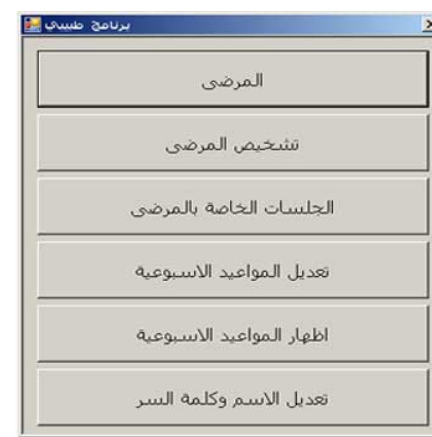 برنامج طبيبي
المرضى
تشخيص المرضى
الجلسات الخاصة بالمرضى
تعديل المواعيد الاسبوعية
اظهار المواعيد الاسبوعية
تعديل الاسم وكلمة السر